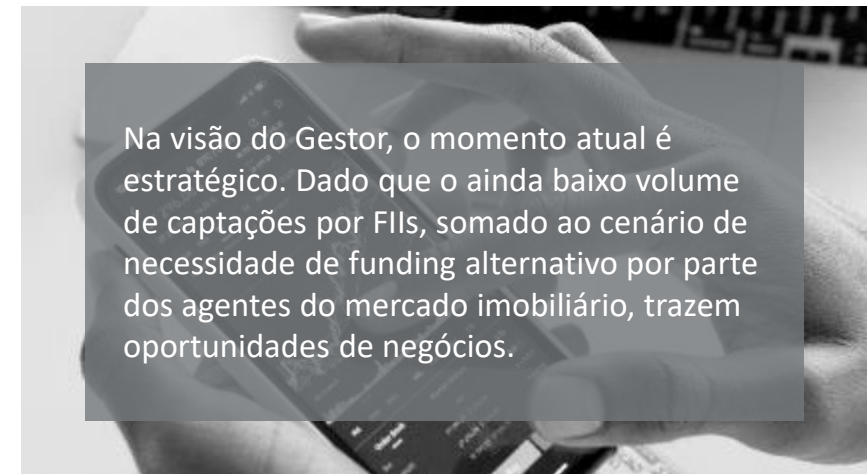 Na visão do Gestor, o momento atual é
estratégico. Dado que o ainda baixo volume
de captações por FIIs, somado ao cenário de
necessidade de funding alternativo por parte
dos agentes do mercado imobiliário, trazem
oportunidades de negócios.